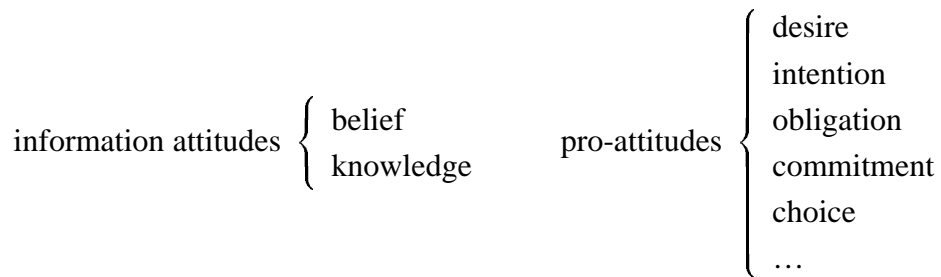 information attitudes
belief
knowledge
pro-attitudes
desire
intention
obligation
commitment
choice
…